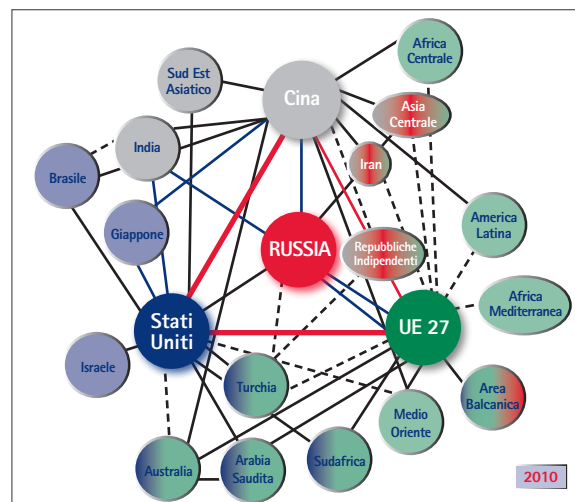 Africa
Centrale
Sud Est
Asiatico
Cina
Asia
Centrale
India
Iran
Brasile
Giappone
America
Latina
RUSSIA
Repubbliche
Indipendenti
Africa
Mediterranea
Stati
Uniti
UE 27
Israele
Turchia
Area
Balcanica
Medio
Oriente
Australia
Arabia
Saudita
Sudafrica
2010